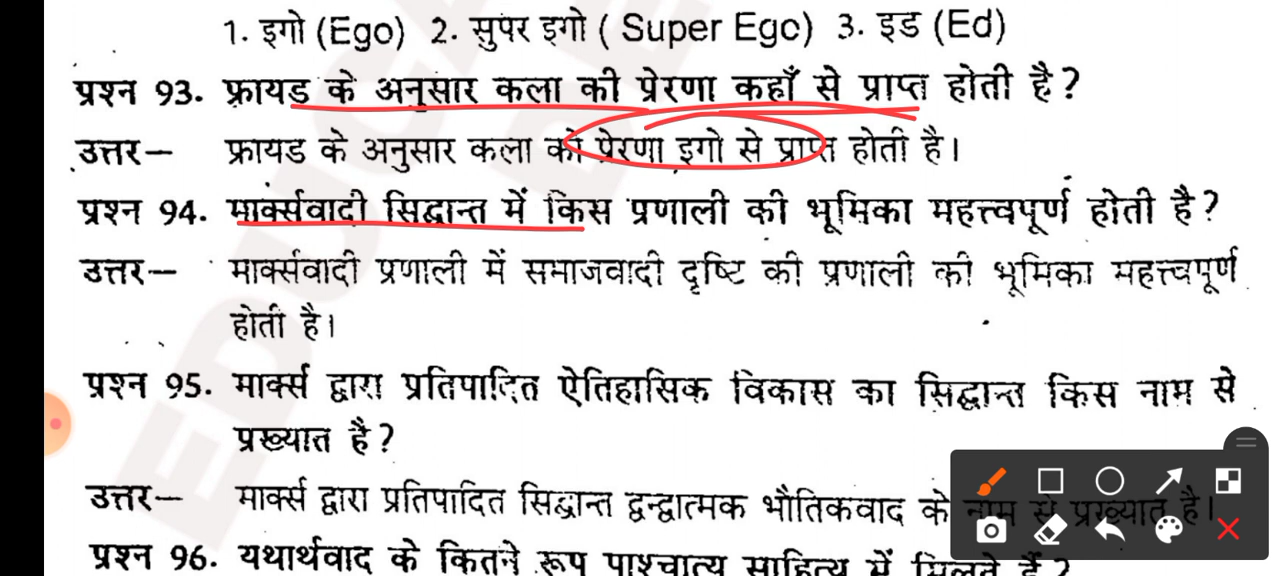 1. इगो (Ego) 2. सुपर इगो ( Super Ego) 3. इड (Ed)
प्रश्न 93. फ्रायड के अनुसार कला की प्रेरणा कहाँ से प्राप्त होती है?
उत्तर— फ्रायड के अनुसार कला को प्रेरणा इगो से प्राप्त होती है।
प्रश्न 94. मार्क्सवादी सिद्धान्त में किस प्रणाली की भूमिका महत्त्वपूर्ण होती है?
उत्तर— मार्क्सवादी प्रणाली में समाजवादी दृष्टि की प्रणाली की भूमिका महत्त्वपूर्ण
होती है।
प्रश्न 95. मार्क्स द्वारा प्रतिपादित ऐतिहासिक विकास का सिद्धान्त किस नाम से
प्रख्यात है?
उत्तर— मार्क्स द्वारा प्रतिपादित सिद्धान्त द्वन्द्वात्मक भौतिकवाद के नाम से प्रख्यात है।
प्रश्न 96. यथार्थवाद के कितने रूप पाश्चात्य साहित्य में मिलते हैं?